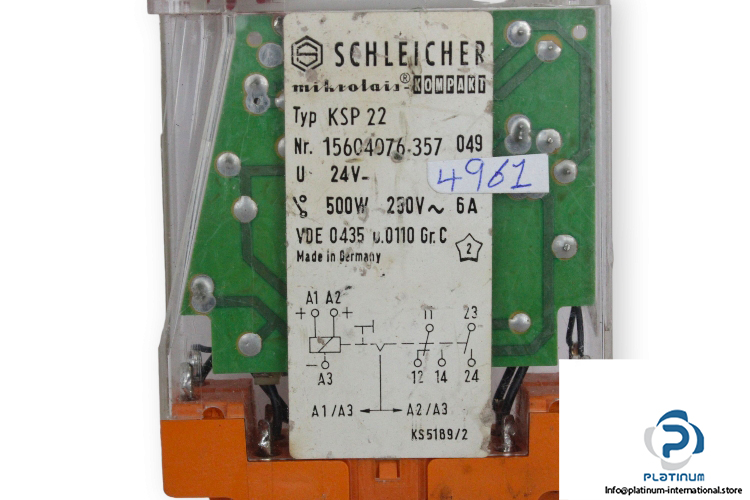 SCHLEICHER
mikrolais®-KOMPAKT
Typ KSP 22
Nr. 15604076.357 049
4961
U 24V-
500W 250V~ 6A
VDE 0435 u.0110 Gr.C
2
Made in Germany
A1 A2 11 23
+ +
- A3 12 14 24
A1/A3 A2/A3
KS5189/2
PLATINUM
Info@platinum-international.store